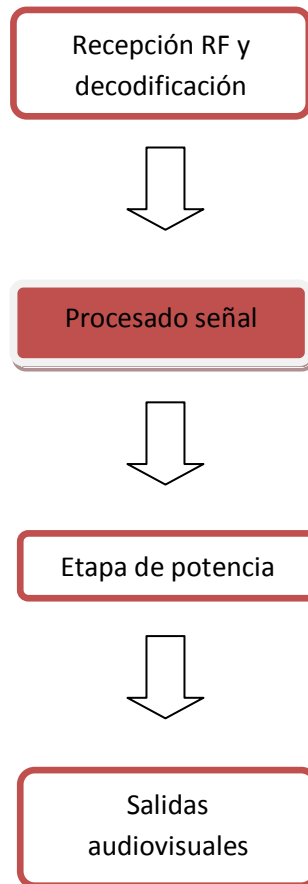 Recepción RF y
decodificación
Procesado señal
Etapa de potencia
Salidas
audiovisuales